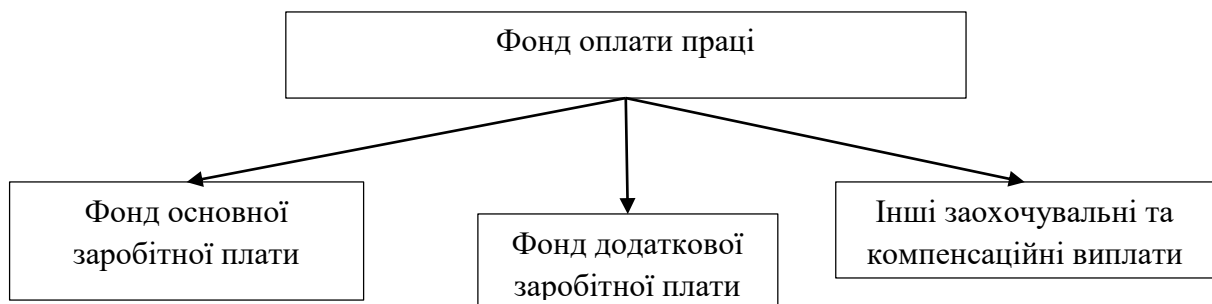 Фонд оплати праці
Фонд основної
заробітної плати
Фонд додаткової
заробітної плати
Інші заохочувальні та
компенсаційні виплати